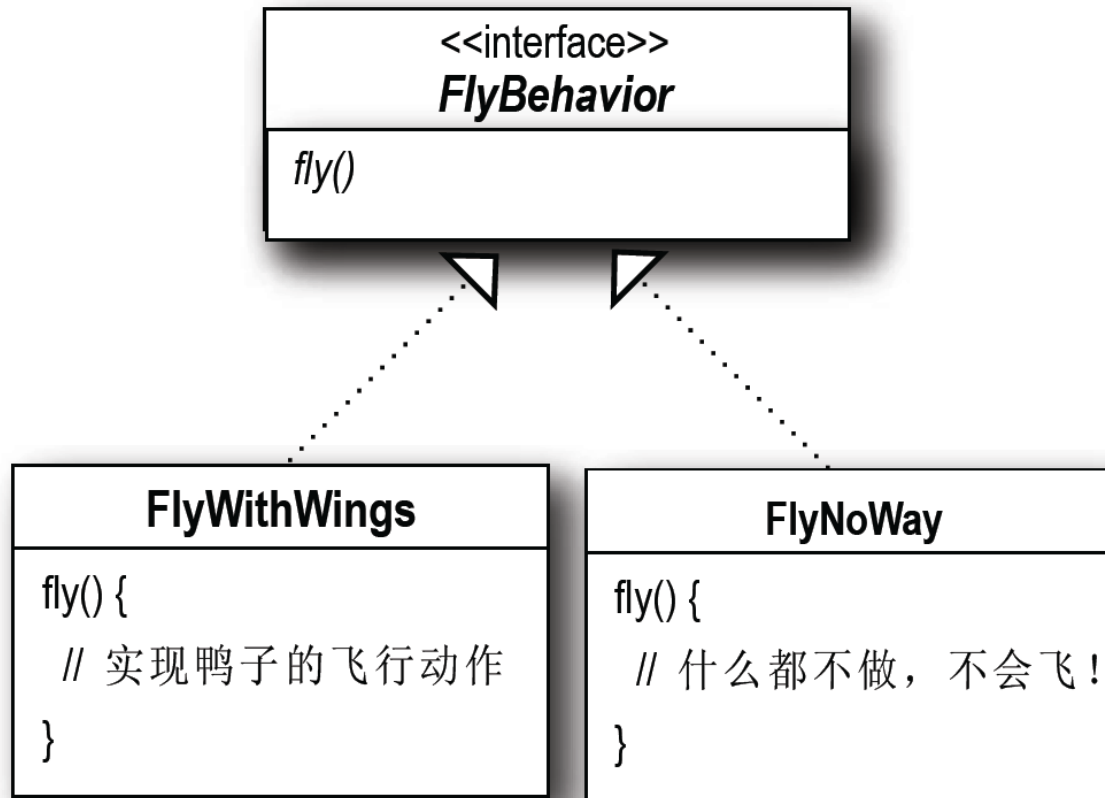 <<interface>>
FlyBehavior
fly()
FlyWithWings
fly() {
// 实现鸭子的飞行动作
}
FlyNoWay
fly() {
// 什么都不做，不会飞！
}